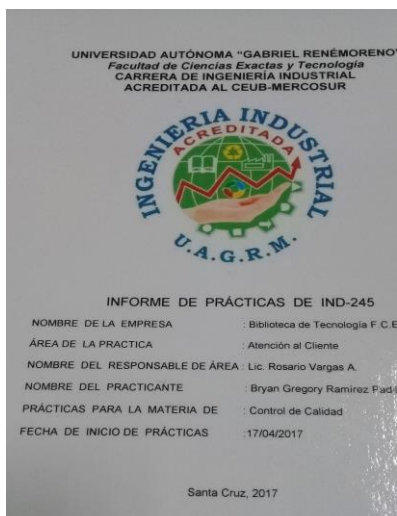 UNIVERSIDAD AUTÓNOMA "GABRIEL RENÉMORENO"
Facultad de Ciencias Exactas y Tecnología
CARRERA DE INGENIERÍA INDUSTRIAL
ACREDITADA AL CEUB-MERCOSUR
INGENIERIA INDUSTRIAL
ACREDITADA
U.A.G.R.M.
INFORME DE PRÁCTICAS DE IND-245
NOMBRE DE LA EMPRESA : Biblioteca de Tecnología F.C.E
ÁREA DE LA PRACTICA : Atención al Cliente
NOMBRE DEL RESPONSABLE DE ÁREA : Lic. Rosario Vargas A.
NOMBRE DEL PRACTICANTE : Bryan Gregory Ramírez
PRÁCTICAS PARA LA MATERIA DE : Control de Calidad
FECHA DE INICIO DE PRÁCTICAS :17/04/2017
Santa Cruz, 2017